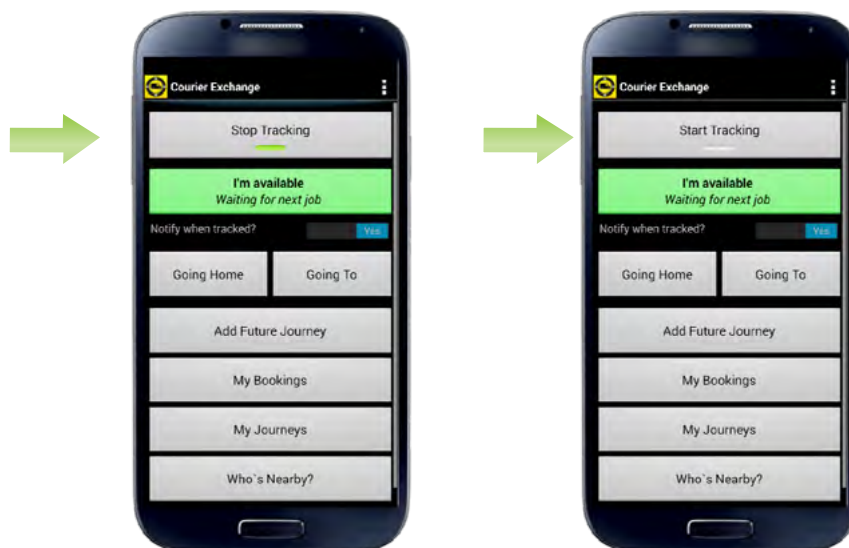 Courier Exchange
Stop Tracking
I'm available
Waiting for next job
Notify when tracked? Yes
Going Home Going To
Add Future Journey
My Bookings
My Journeys
Who`s Nearby?
Courier Exchange
Start Tracking
I'm available
Waiting for next job
Notify when tracked? Yes
Going Home Going To
Add Future Journey
My Bookings
My Journeys
Who`s Nearby?